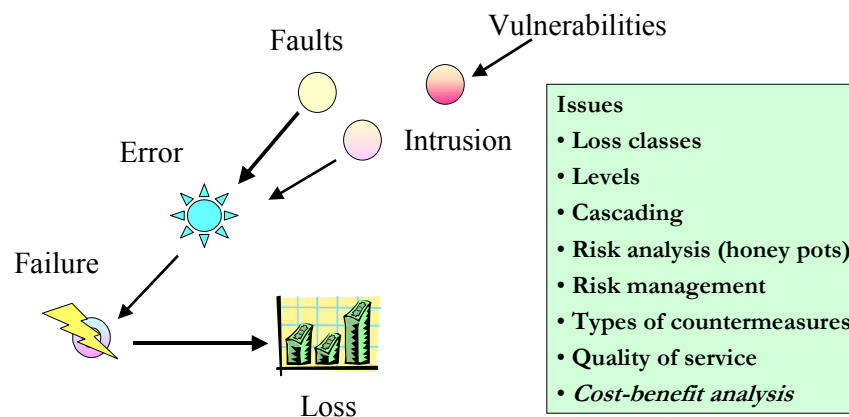 Vulnerabilities
Faults
Intrusion
Error
Failure
Loss
Issues
• Loss classes
• Levels
• Cascading
• Risk analysis (honey pots)
• Risk management
• Types of countermeasures
• Quality of service
• Cost-benefit analysis